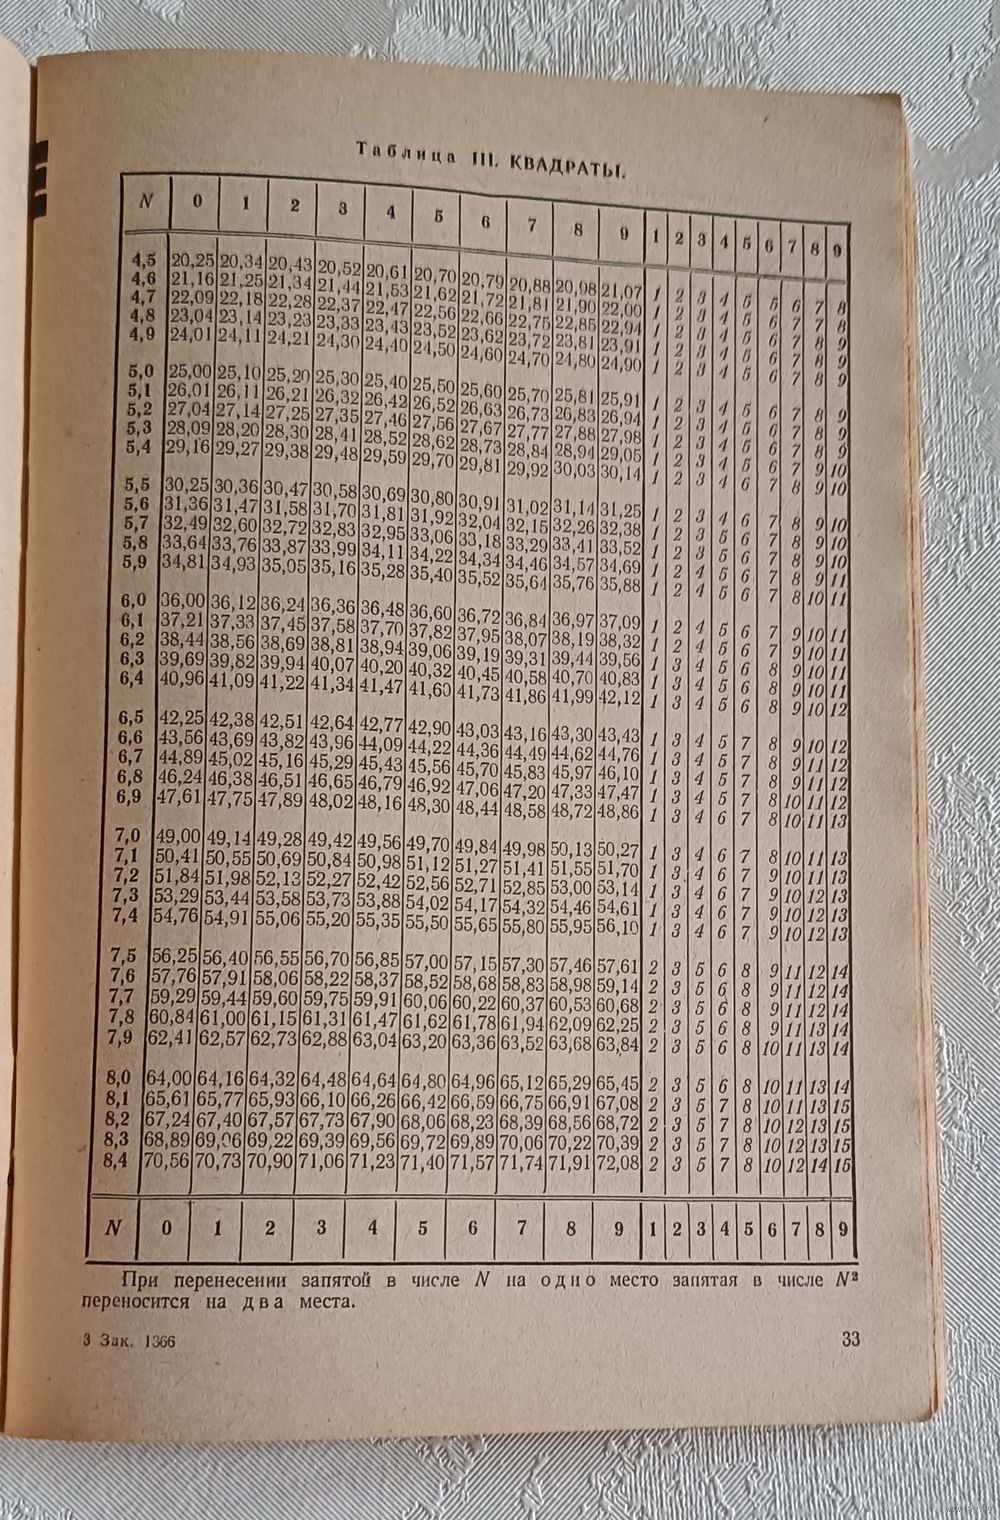 Таблица III. КВАДРАТЫ.
N 0 1 2 3 4 5 6 7 8 9 1 2 3 4 5 6 7 8 9
4,5 20,25 20,34 20,43 20,52 20,61 20,70 20,79 20,88 20,98 21,07 1 2 3 4 5 5 6 7 8
4,6 21,16 21,25 21,34 21,44 21,53 21,62 21,72 21,81 21,90 22,00 1 2 3 4 5 6 7 7 8
4,7 22,09 22,18 22,28 22,37 22,47 22,56 22,66 22,75 22,85 22,94 1 2 3 4 5 6 7 8 9
4,8 23,04 23,14 23,23 23,33 23,43 23,52 23,62 23,72 23,81 23,91 1 2 3 4 5 6 7 8 9
4,9 24,01 24,11 24,21 24,30 24,40 24,50 24,60 24,70 24,80 24,90 1 2 3 4 5 6 7 8 9
5,0 25,00 25,10 25,20 25,30 25,40 25,50 25,60 25,70 25,81 25,91 1 2 3 4 5 6 7 8 9
5,1 26,01 26,11 26,21 26,32 26,42 26,52 26,63 26,73 26,83 26,94 1 2 3 4 5 6 7 8 9
5,2 27,04 27,14 27,25 27,35 27,46 27,56 27,67 27,77 27,88 27,98 1 2 3 4 5 6 7 8 9
5,3 28,09 28,20 28,30 28,41 28,52 28,62 28,73 28,84 28,94 29,05 1 2 3 4 5 6 7 9 10
5,4 29,16 29,27 29,38 29,48 29,59 29,70 29,81 29,92 30,03 30,14 1 2 3 4 6 7 8 9 10
5,5 30,25 30,36 30,47 30,58 30,69 30,80 30,91 31,02 31,14 31,25 1 2 3 4 6 7 8 9 10
5,6 31,36 31,47 31,58 31,70 31,81 31,92 32,04 32,15 32,26 32,38 1 2 3 5 6 7 8 9 10
5,7 32,49 32,60 32,72 32,83 32,95 33,06 33,18 33,29 33,41 33,52 1 2 3 5 6 7 8 9 10
5,8 33,64 33,76 33,87 33,99 34,11 34,22 34,34 34,46 34,57 34,69 1 2 4 5 6 7 8 9 11
5,9 34,81 34,93 35,05 35,16 35,28 35,40 35,52 35,64 35,76 35,88 1 2 4 5 6 7 8 10 11
6,0 36,00 36,12 36,24 36,36 36,48 36,60 36,72 36,84 36,97 37,09 1 2 4 5 6 7 9 10 11
6,1 37,21 37,33 37,45 37,58 37,70 37,82 37,95 38,07 38,19 38,32 1 2 4 5 6 7 9 10 11
6,2 38,44 38,56 38,69 38,81 38,94 39,06 39,19 39,31 39,44 39,56 1 3 4 5 6 8 9 10 11
6,3 39,69 39,82 39,94 40,07 40,20 40,32 40,45 40,58 40,70 40,83 1 3 4 5 6 8 9 10 11
6,4 40,96 41,09 41,22 41,34 41,47 41,60 41,73 41,86 41,99 42,12 1 3 4 5 6 8 9 10 12
6,5 42,25 42,38 42,51 42,64 42,77 42,90 43,03 43,16 43,30 43,43 1 3 4 5 7 8 9 10 12
6,6 43,56 43,69 43,82 43,96 44,09 44,22 44,36 44,49 44,62 44,76 1 3 4 5 7 8 9 11 12
6,7 44,89 45,02 45,16 45,29 45,43 45,56 45,70 45,83 45,97 46,10 1 3 4 5 7 8 9 11 12
6,8 46,24 46,38 46,51 46,65 46,79 46,92 47,06 47,20 47,33 47,47 1 3 4 5 7 8 10 11 12
6,9 47,61 47,75 47,89 48,02 48,16 48,30 48,44 48,58 48,72 48,86 1 3 4 6 7 8 10 11 13
7,0 49,00 49,14 49,28 49,42 49,56 49,70 49,84 49,98 50,13 50,27 1 3 4 6 7 8 10 11 13
7,1 50,41 50,55 50,69 50,84 50,98 51,12 51,27 51,41 51,55 51,70 1 3 4 6 7 9 10 11 13
7,2 51,84 51,98 52,13 52,27 52,42 52,56 52,71 52,85 53,00 53,14 1 3 4 6 7 9 10 12 13
7,3 53,29 53,44 53,58 53,73 53,88 54,02 54,17 54,32 54,46 54,61 1 3 4 6 7 9 10 12 13
7,4 54,76 54,91 55,06 55,20 55,35 55,50 55,65 55,80 55,95 56,10 1 3 4 6 7 9 10 12 13
7,5 56,25 56,40 56,55 56,70 56,85 57,00 57,15 57,30 57,46 57,61 2 3 5 6 8 9 11 12 14
7,6 57,76 57,91 58,06 58,22 58,37 58,52 58,68 58,83 58,98 59,14 2 3 5 6 8 9 11 12 14
7,7 59,29 59,44 59,60 59,75 59,91 60,06 60,22 60,37 60,53 60,68 2 3 5 6 8 9 11 12 14
7,8 60,84 61,00 61,15 61,31 61,47 61,62 61,78 61,94 62,09 62,25 2 3 5 6 8 9 11 13 14
7,9 62,41 62,57 62,73 62,88 63,04 63,20 63,36 63,52 63,68 63,84 2 3 5 6 8 10 11 13 14
8,0 64,00 64,16 64,32 64,48 64,64 64,80 64,96 65,12 65,29 65,45 2 3 5 6 8 10 11 13 14
8,1 65,61 65,77 65,93 66,10 66,26 66,42 66,59 66,75 66,91 67,08 2 3 5 7 8 10 11 13 15
8,2 67,24 67,40 67,57 67,73 67,90 68,06 68,23 68,39 68,56 68,72 2 3 5 7 8 10 12 13 15
8,3 68,89 69,06 69,22 69,39 69,56 69,72 69,89 70,06 70,22 70,39 2 3 5 7 8 10 12 13 15
8,4 70,56 70,73 70,90 71,06 71,23 71,40 71,57 71,74 71,91 72,08 2 3 5 7 8 10 12 14 15
N 0 1 2 3 4 5 6 7 8 9 1 2 3 4 5 6 7 8 9
При перенесении запятой в числе N на одно место запятая в числе N²
переносится на два места.
3 Зак. 1366 33